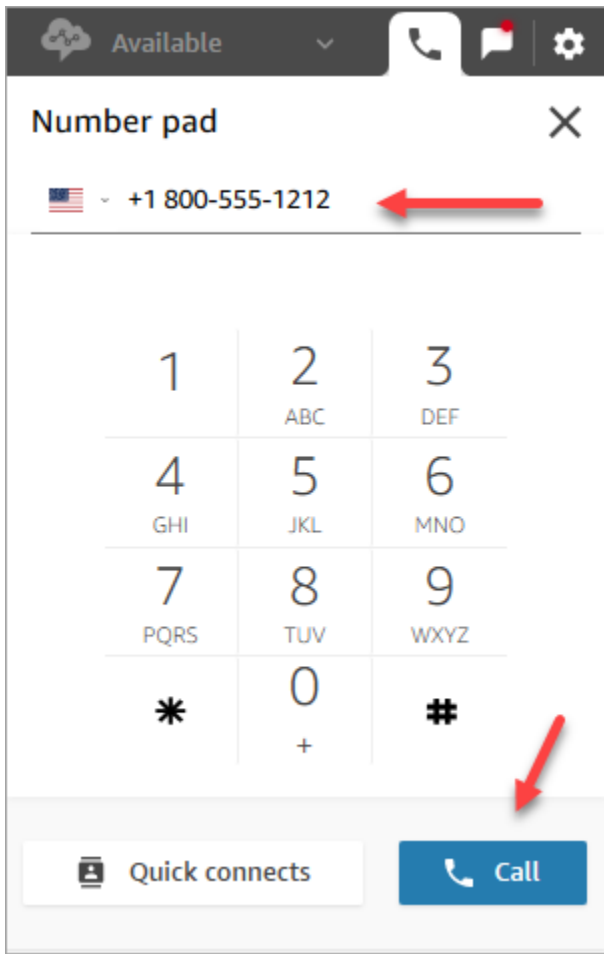 Available
Number pad
+1 800-555-1212
1 2 3
ABC DEF
4 5 6
GHI JKL MNO
7 8 9
PQRS TUV WXYZ
* 0 #
+
Quick connects Call